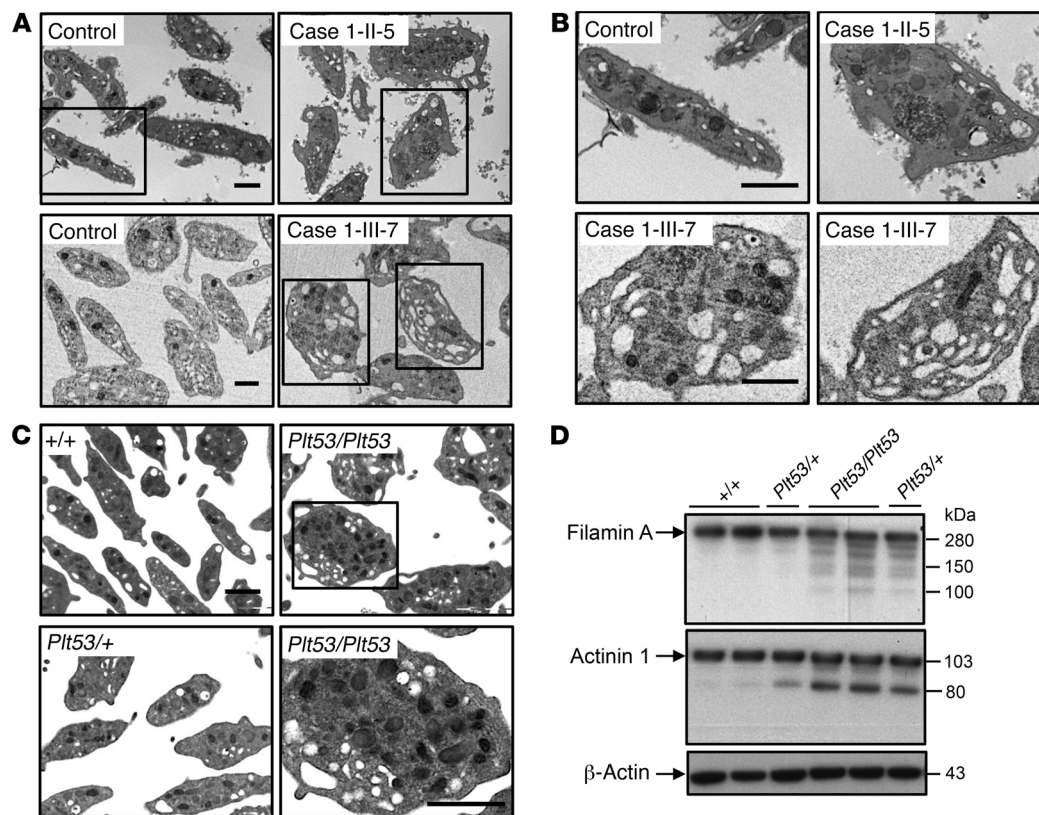 A
Control
Case 1-II-5
Control
Case 1-III-7
B
Control
Case 1-II-5
Case 1-III-7
Case 1-III-7
C
+/+
Plt53/Plt53
Plt53/+
Plt53/Plt53
D
+/+
Plt53/+
Plt53/Plt53
Plt53/+
kDa
Filamin A
280
150
100
Actinin 1
103
80
β-Actin
43